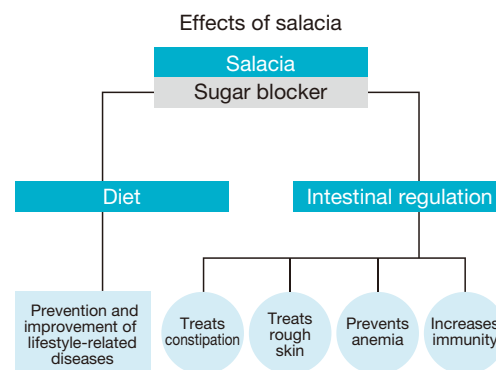 Effects of salacia
Salacia
Sugar blocker
Diet
Intestinal regulation
Prevention and
improvement of
lifestyle-related
diseases
Treats
constipation
Treats
rough
skin
Prevents
anemia
Increases
immunity